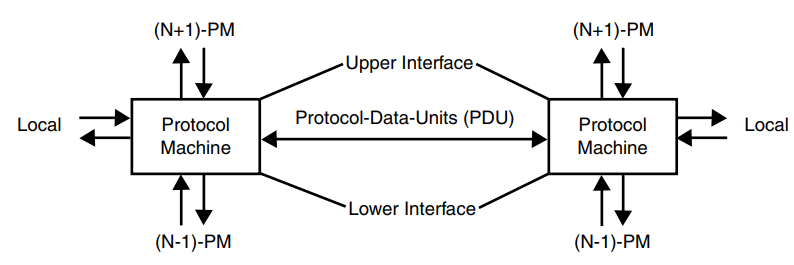 (N+1)-PM
(N+1)-PM
Upper Interface
Local
Protocol
Machine
Protocol-Data-Units (PDU)
Protocol
Machine
Local
Lower Interface
(N-1)-PM
(N-1)-PM